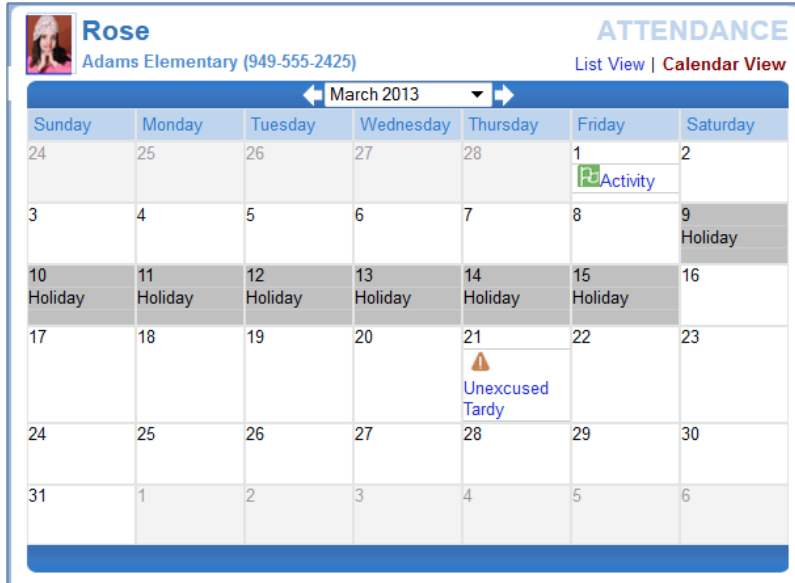 Rose
ATTENDANCE
Adams Elementary (949-555-2425)
List View | Calendar View
March 2013
Sunday Monday Tuesday Wednesday Thursday Friday Saturday
24 25 26 27 28 1 2
Activity
3 4 5 6 7 8 9
Holiday
10 11 12 13 14 15 16
Holiday Holiday Holiday Holiday Holiday Holiday
17 18 19 20 21 22 23
Unexcused
Tardy
24 25 26 27 28 29 30
31 1 2 3 4 5 6